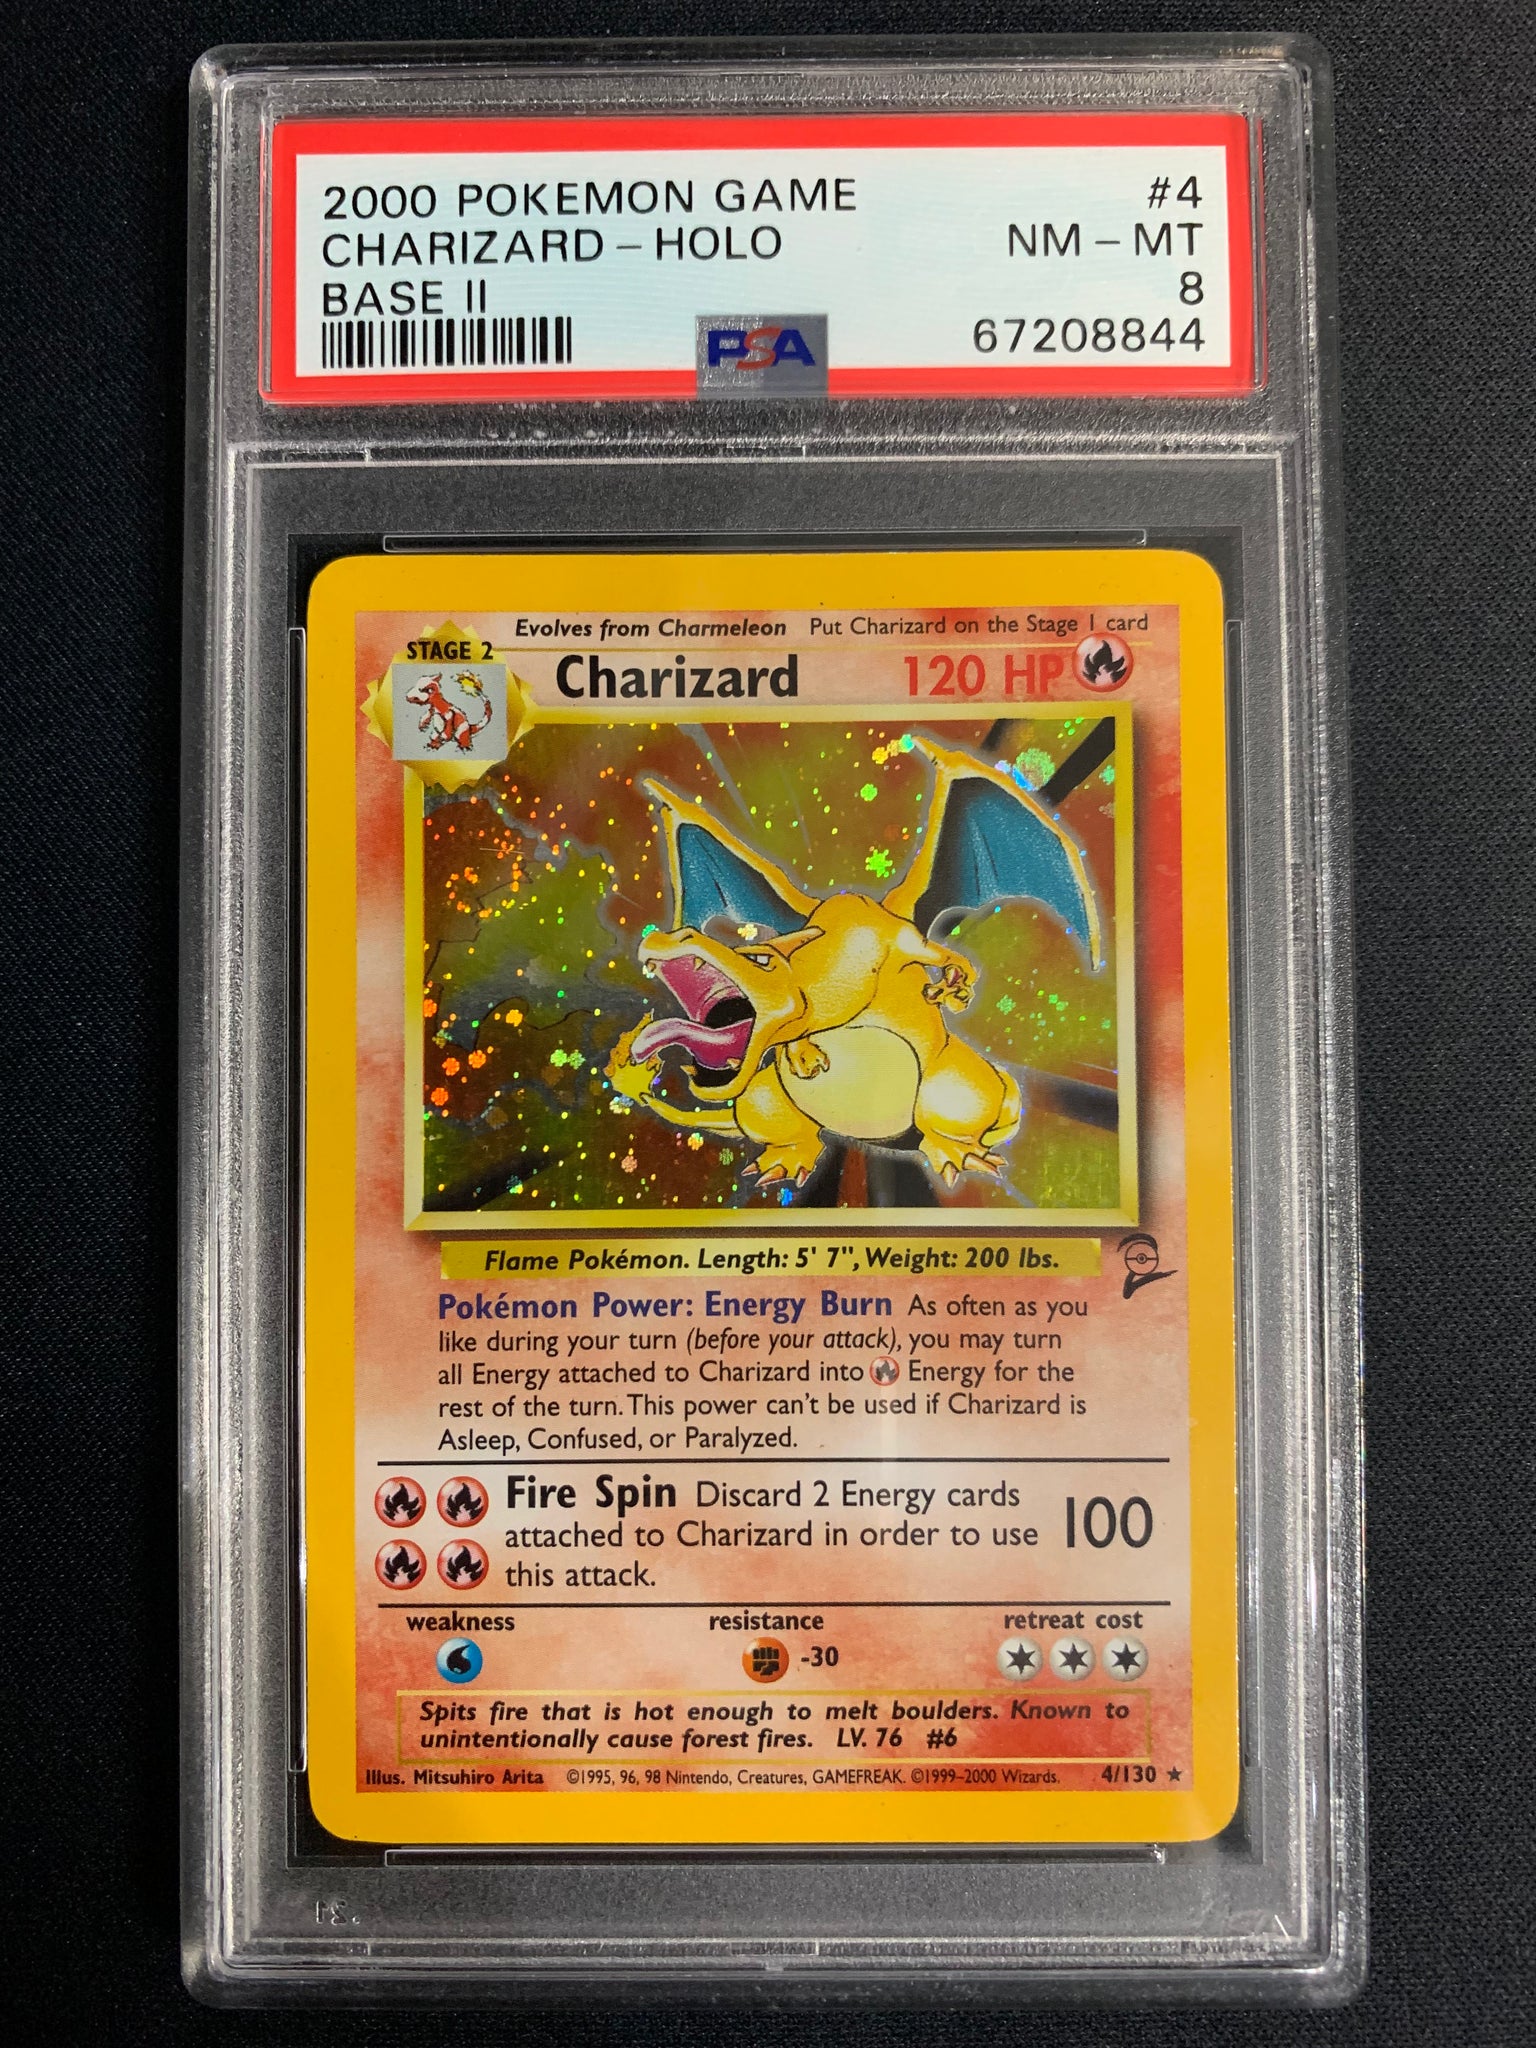 2000 POKEMON GAME #4
CHARIZARD-HOLO NM-MT
BASE II 8
67208844
PSA
Evolves from Charmeleon Put Charizard on the Stage 1 card
STAGE 2
Charizard 120 HP
Flame Pokémon. Length: 5' 7", Weight: 200 lbs.
Pokémon Power: Energy Burn As often as you
like during your turn (before your attack), you may turn
all Energy attached to Charizard into Energy for the
rest of the turn. This power can't be used if Charizard is
Asleep, Confused, or Paralyzed.
Fire Spin Discard 2 Energy cards
attached to Charizard in order to use 100
this attack.
weakness resistance retreat cost
-30
Spits fire that is hot enough to melt boulders. Known to
unintentionally cause forest fires. LV. 76 #6
Illus. Mitsuhiro Arita ©1995, 96, 98 Nintendo, Creatures, GAMEFREAK. ©1999–2000 Wizards. 4/130 ★